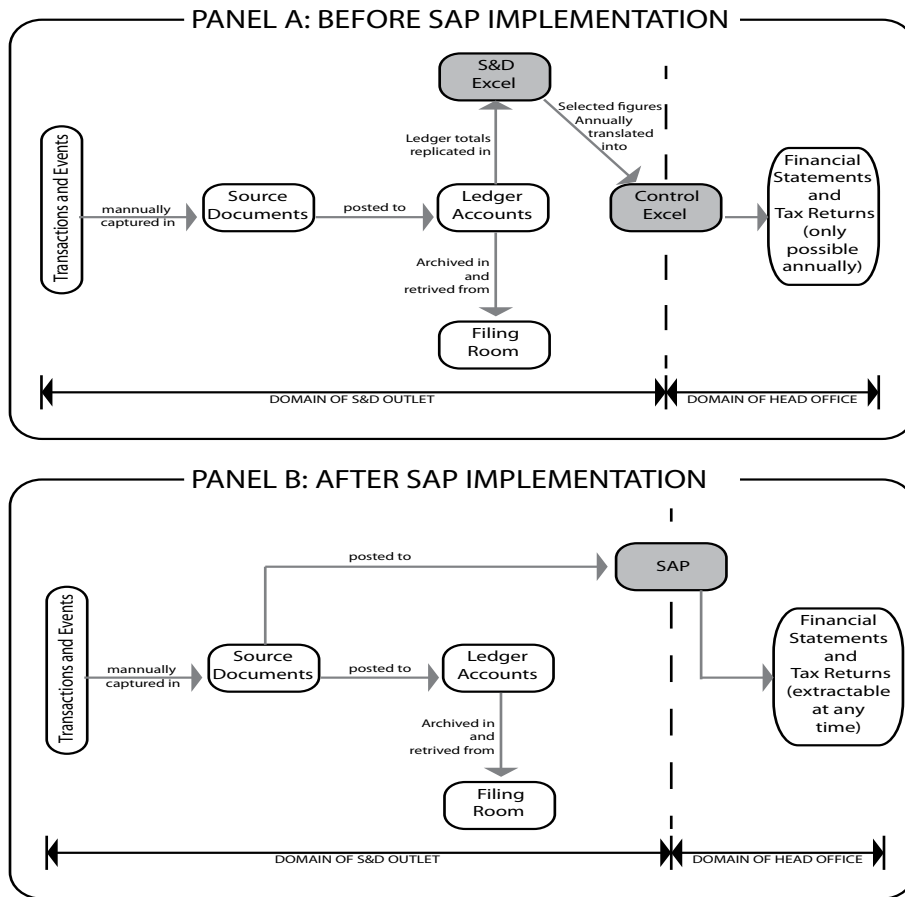 PANEL A: BEFORE SAP IMPLEMENTATION
S&D
Excel
Selected figures
Annually
translated
into
Ledger totals
replicated in
Transactions and Events
mannually
captured in
Source
Documents
posted to
Ledger
Accounts
Control
Excel
Financial
Statements
and
Tax Returns
(only
possible
annually)
Archived in
and
retrived from
Filing
Room
DOMAIN OF S&D OUTLET
DOMAIN OF HEAD OFFICE
PANEL B: AFTER SAP IMPLEMENTATION
posted to
SAP
Transactions and Events
mannually
captured in
Source
Documents
posted to
Ledger
Accounts
Financial
Statements
and
Tax Returns
(extractable
at any
time)
Archived in
and
retrived from
Filing
Room
DOMAIN OF S&D OUTLET
DOMAIN OF HEAD OFFICE